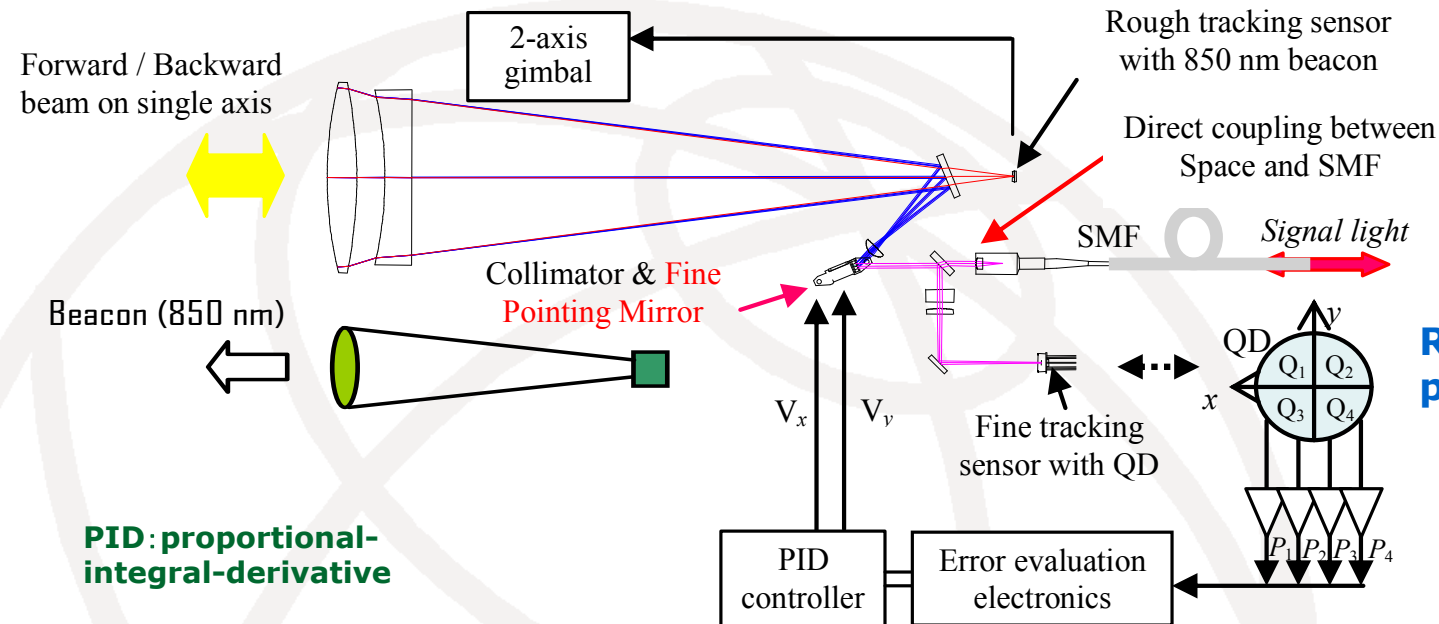 2-axis
gimbal
Rough tracking sensor
with 850 nm beacon
Forward / Backward
beam on single axis
Direct coupling between
Space and SMF
SMF
Signal light
Collimator & Fine
Pointing Mirror
Beacon (850 nm)
QD
y
x
Q1 Q2
Q3 Q4
R
p
Vx
Vy
Fine tracking
sensor with QD
PID:proportional-
integral-derivative
PID
controller
Error evaluation
electronics
P1 P2 P3 P4